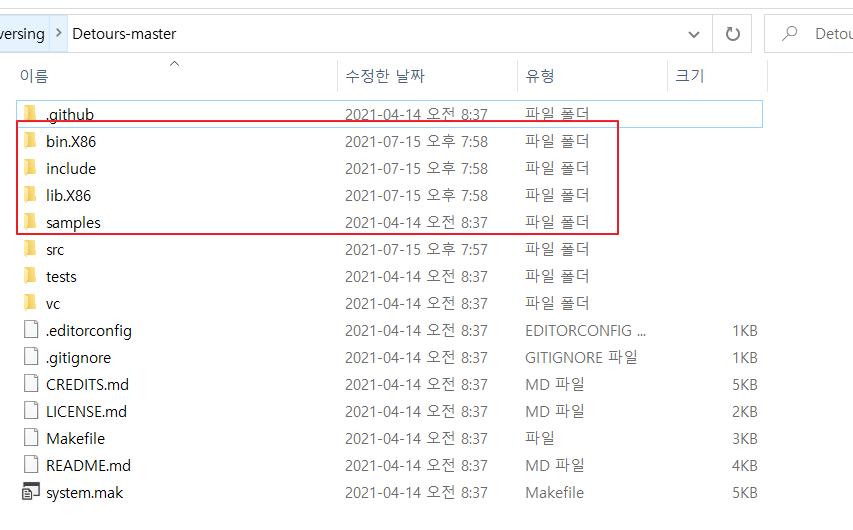 versing > Detours-master Detou
이름 수정한 날짜 유형 크기
.github 2021-04-14 오전 8:37 파일 폴더
bin.X86 2021-07-15 오후 7:58 파일 폴더
include 2021-07-15 오후 7:58 파일 폴더
lib.X86 2021-07-15 오후 7:58 파일 폴더
samples 2021-04-14 오전 8:37 파일 폴더
src 2021-07-15 오후 7:57 파일 폴더
tests 2021-04-14 오전 8:37 파일 폴더
vc 2021-04-14 오전 8:37 파일 폴더
.editorconfig 2021-04-14 오전 8:37 EDITORCONFIG ... 1KB
.gitignore 2021-04-14 오전 8:37 GITIGNORE 파일 1KB
CREDITS.md 2021-04-14 오전 8:37 MD 파일 5KB
LICENSE.md 2021-04-14 오전 8:37 MD 파일 2KB
Makefile 2021-04-14 오전 8:37 파일 3KB
README.md 2021-04-14 오전 8:37 MD 파일 4KB
system.mak 2021-04-14 오전 8:37 Makefile 5KB